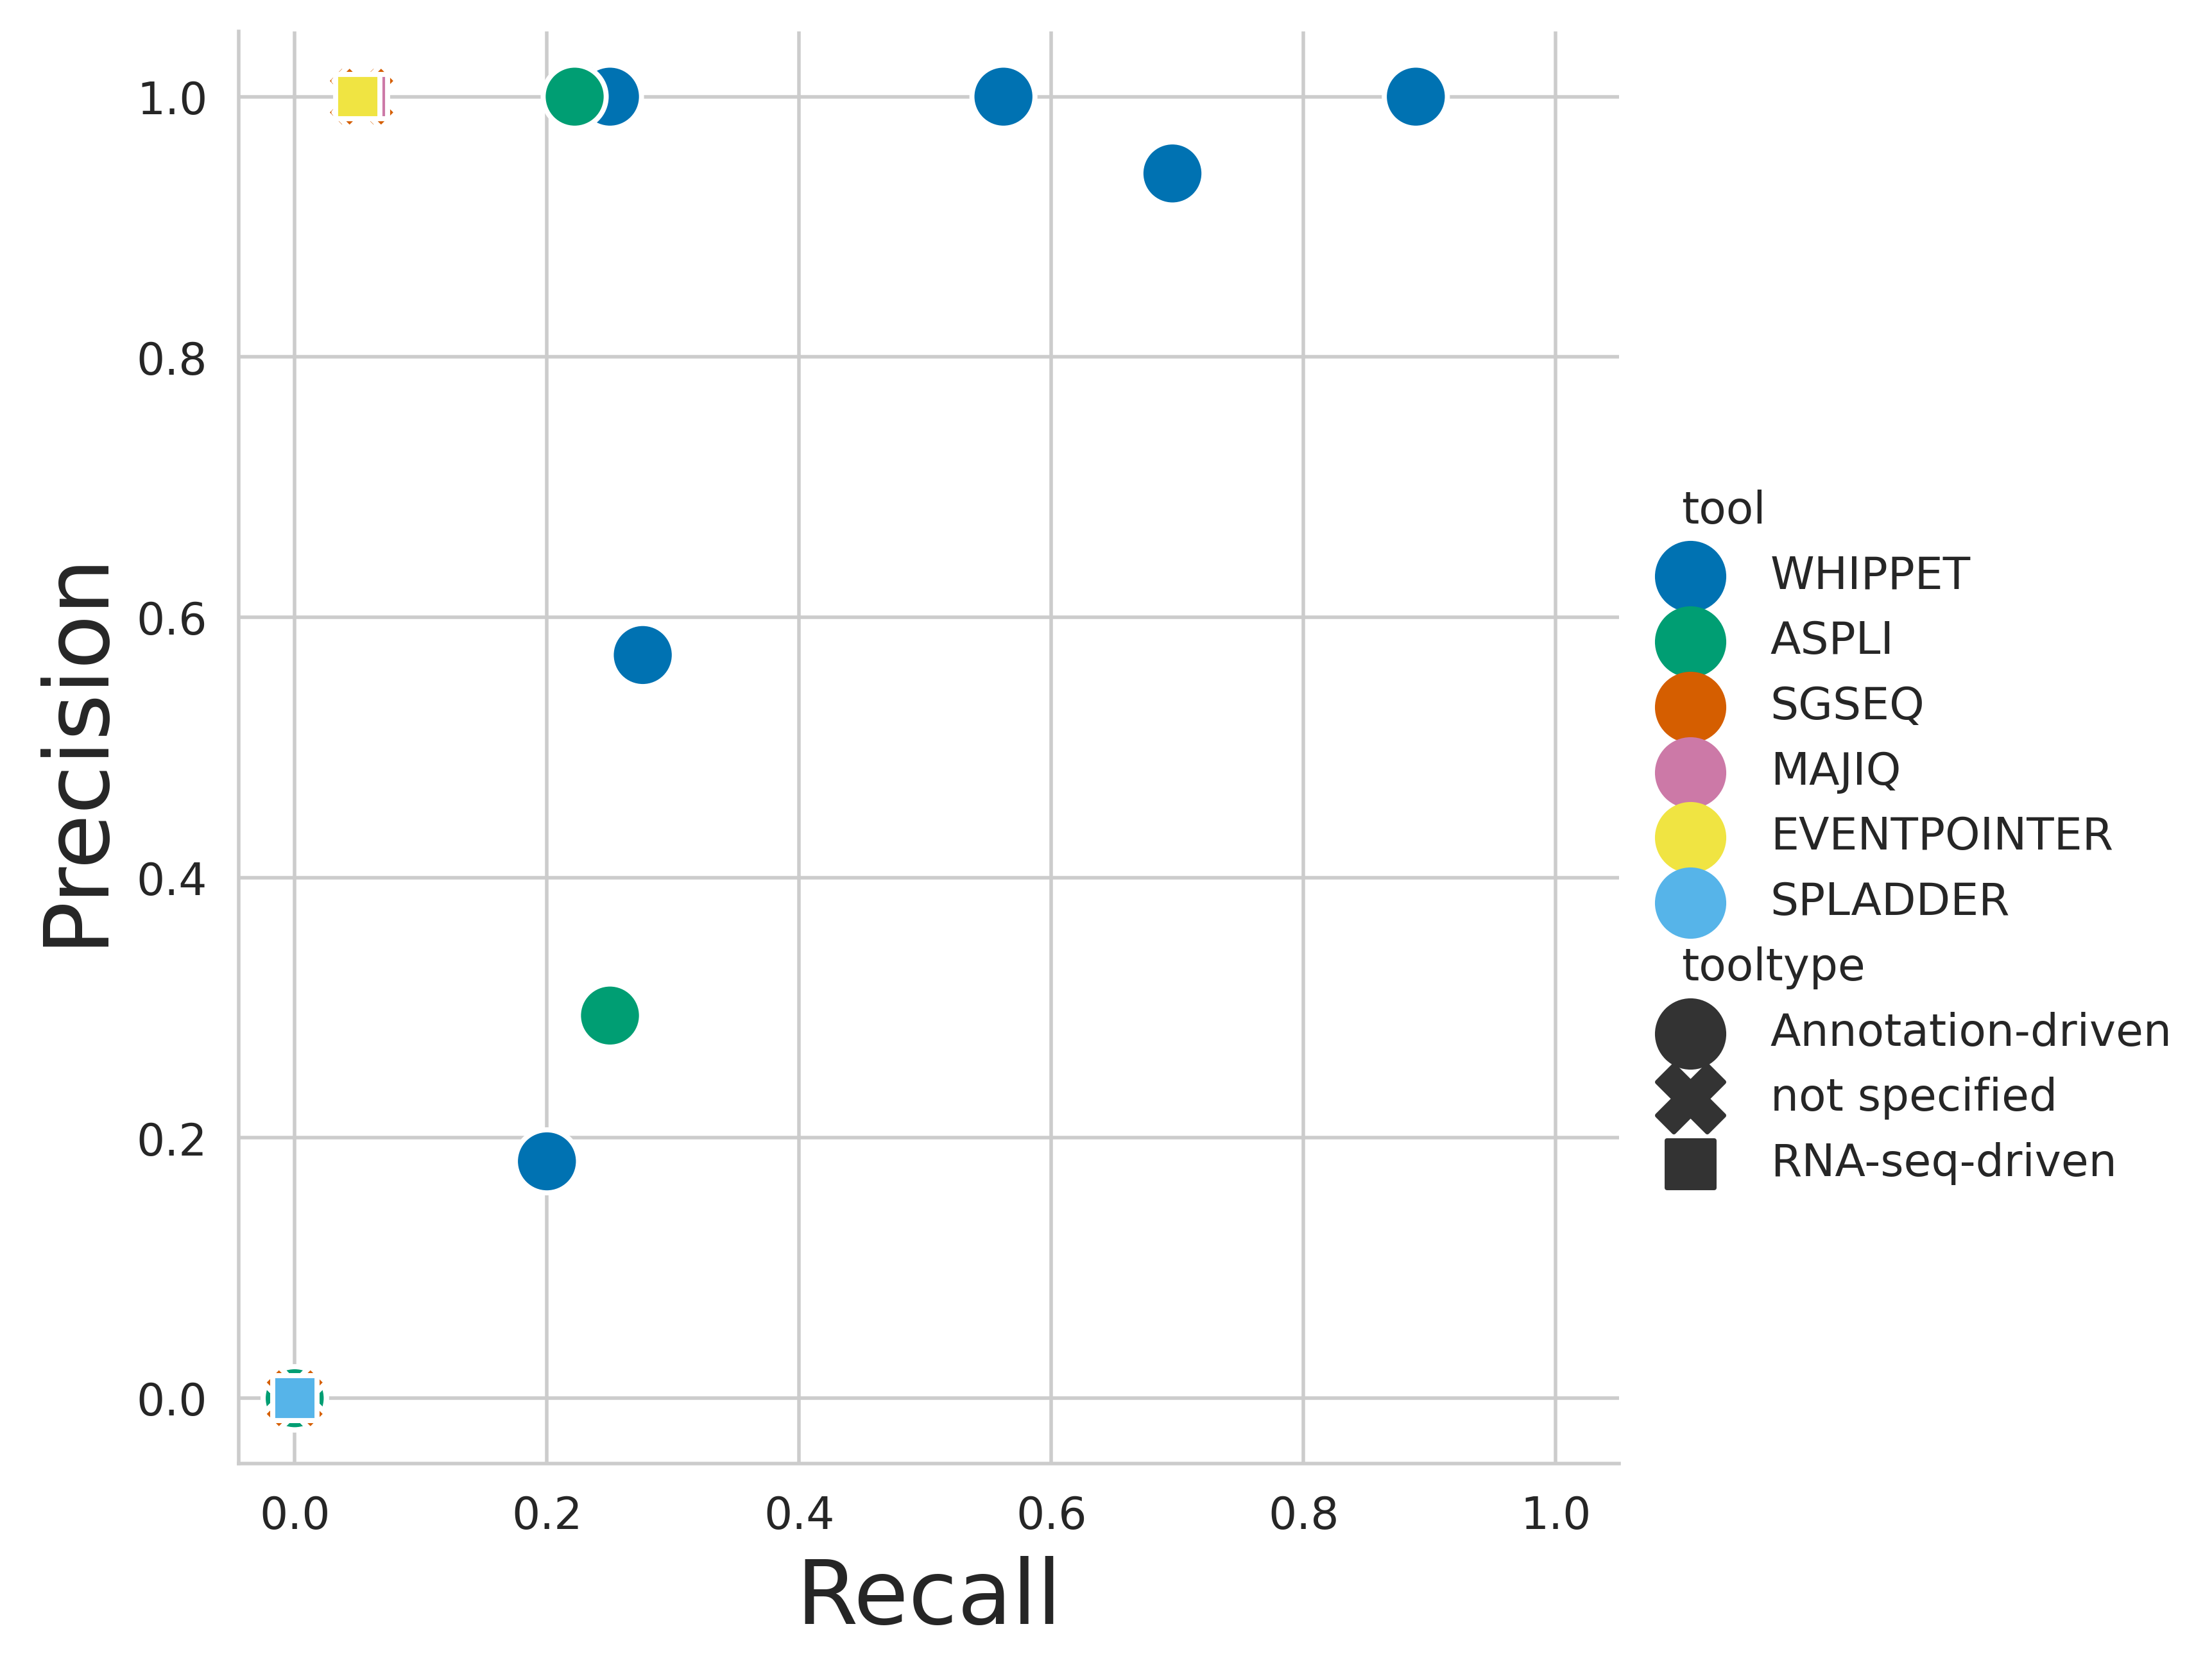 1.0
0.8
0.6
0.4
0.2
0.0
Precision
0.0 0.2 0.4 0.6 0.8 1.0
Recall
tool
WHIPPET
ASPLI
SGSEQ
MAJIQ
EVENTPOINTER
SPLADDER
tooltype
Annotation-driven
not specified
RNA-seq-driven